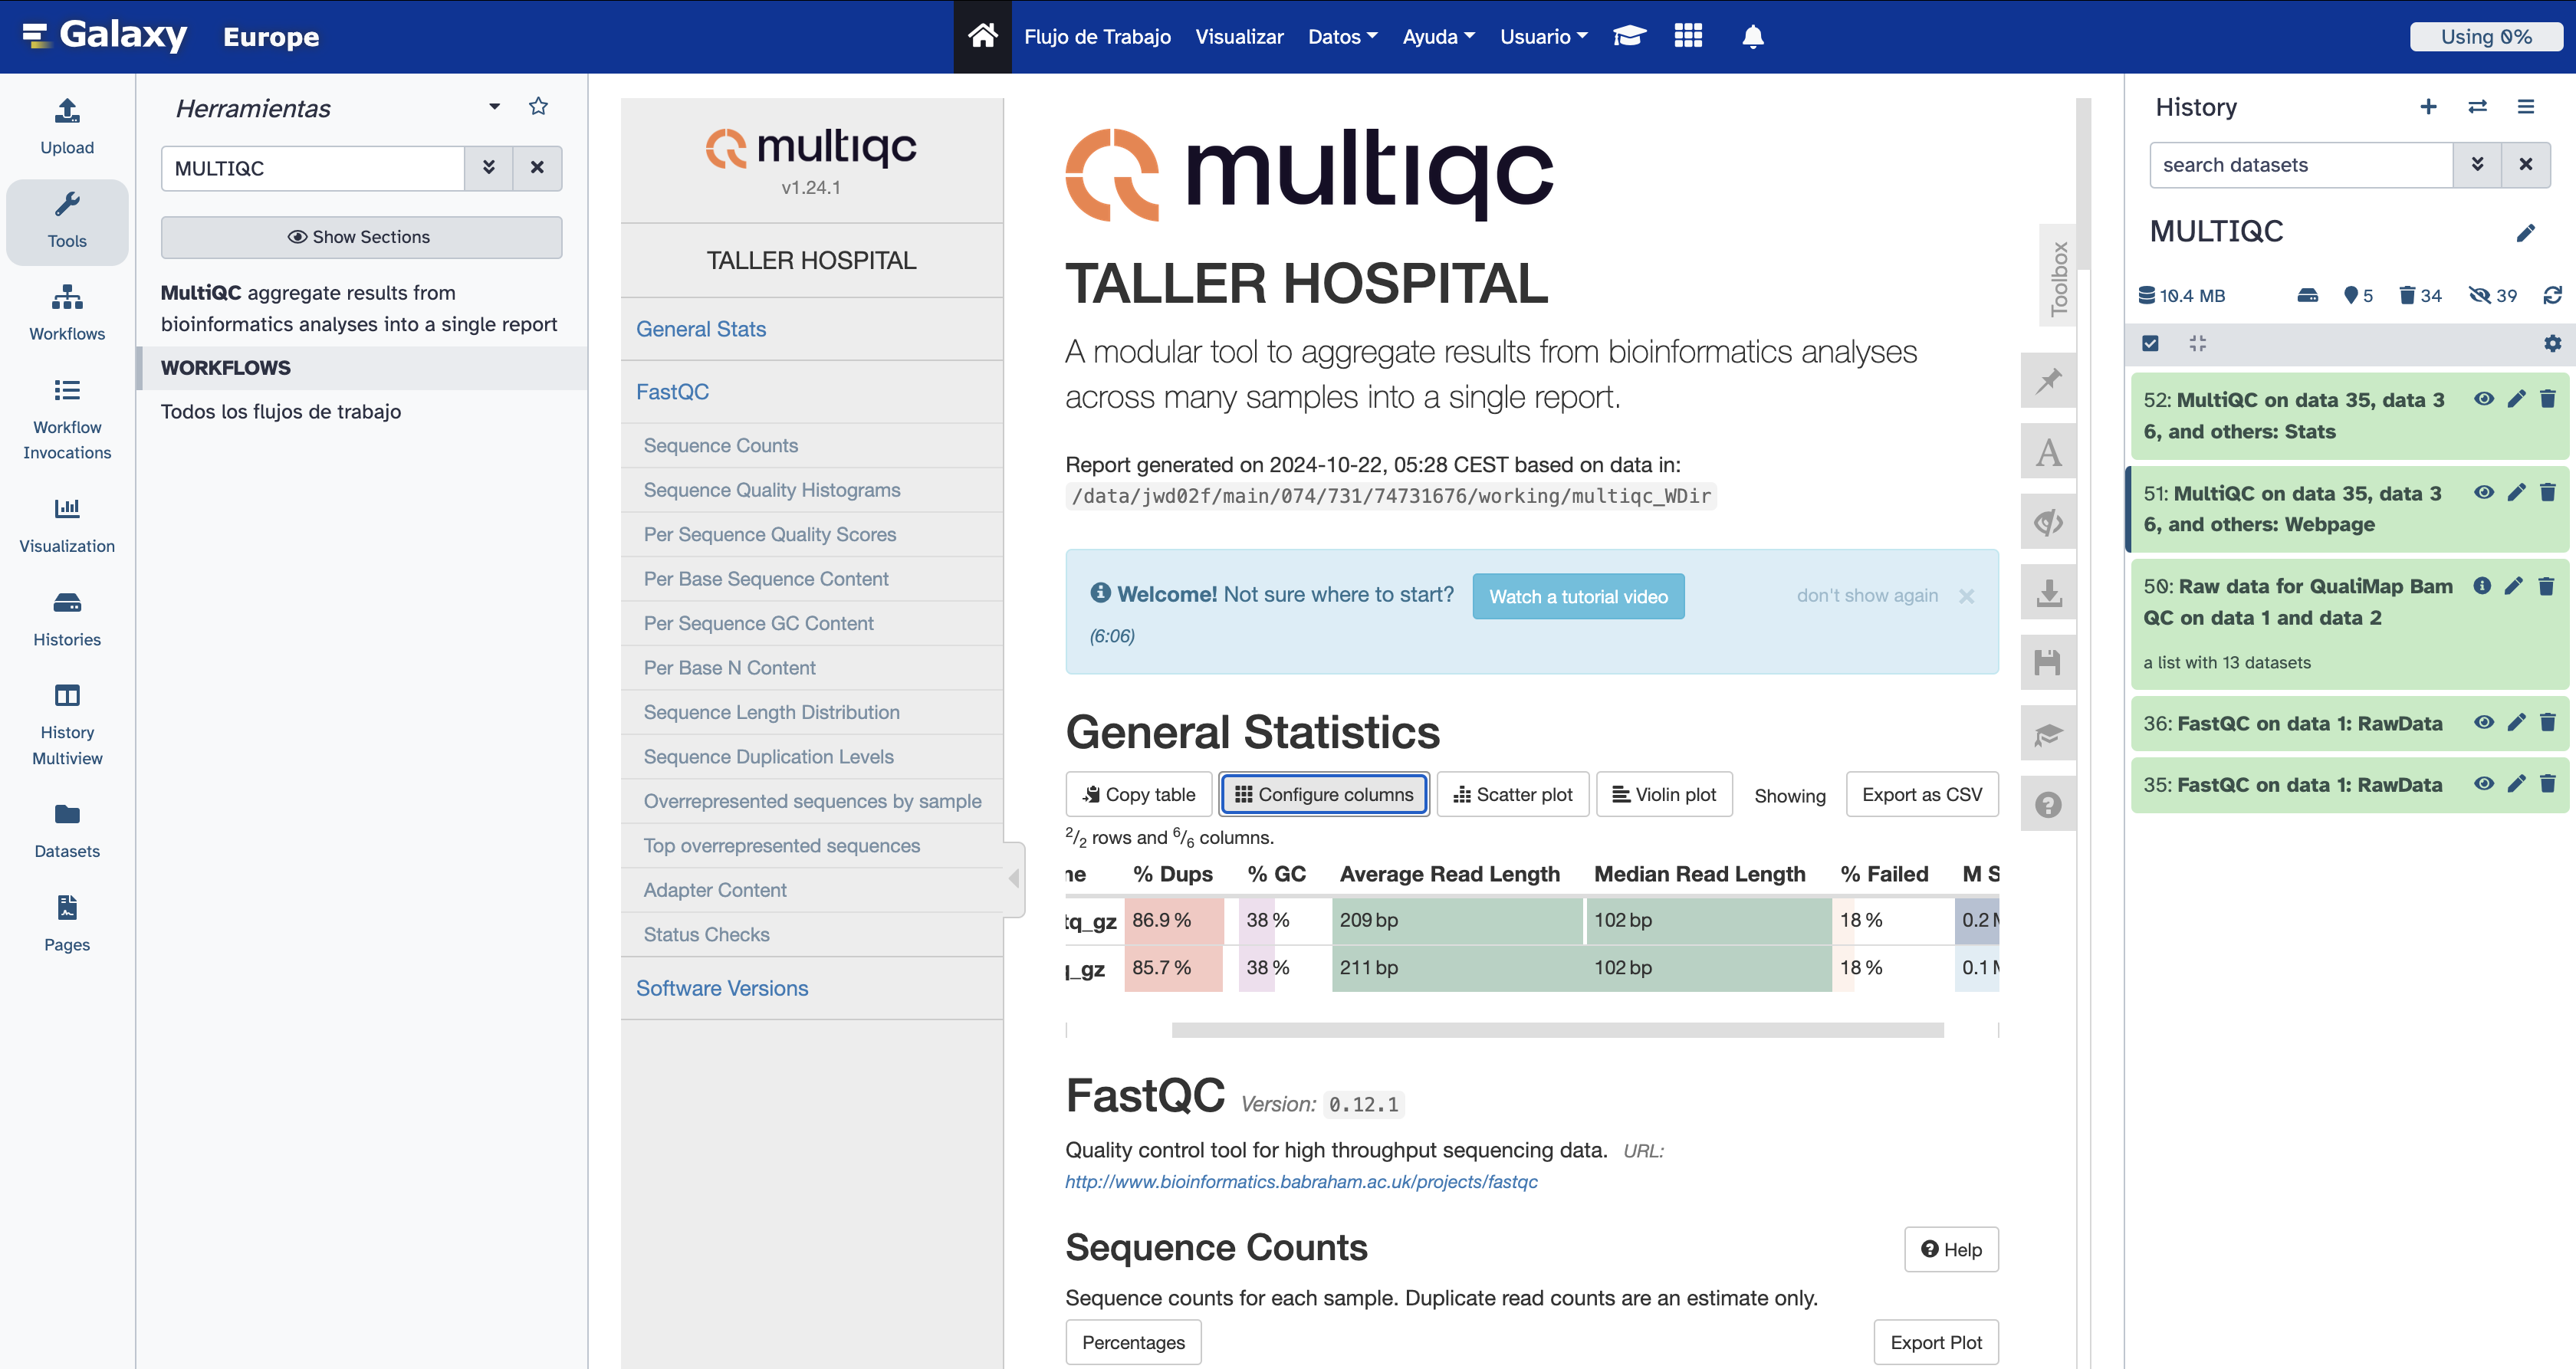 Galaxy Europe
Flujo de Trabajo Visualizar Datos Ayuda Usuario
Using 0%
Upload
Tools
Workflows
Workflow
Invocations
Visualization
Histories
History
Multiview
Datasets
Pages
Herramientas
MULTIQC
Show Sections
MultiQC aggregate results from
bioinformatics analyses into a single report
WORKFLOWS
Todos los flujos de trabajo
multiqc
v1.24.1
TALLER HOSPITAL
General Stats
FastQC
Sequence Counts
Sequence Quality Histograms
Per Sequence Quality Scores
Per Base Sequence Content
Per Sequence GC Content
Per Base N Content
Sequence Length Distribution
Sequence Duplication Levels
Overrepresented sequences by sample
Top overrepresented sequences
Adapter Content
Status Checks
Software Versions
multiqc
TALLER HOSPITAL
A modular tool to aggregate results from bioinformatics analyses
across many samples into a single report.
Report generated on 2024-10-22, 05:28 CEST based on data in:
/data/jwd02f/main/074/731/74731676/working/multiqc_WDir
Welcome! Not sure where to start? Watch a tutorial video don't show again
(6:06)
General Statistics
Copy table Configure columns Scatter plot Violin plot Showing Export as CSV
2/2 rows and 6/6 columns.
% Dups % GC Average Read Length Median Read Length % Failed M S
tq_gz 86.9 % 38 % 209 bp 102 bp 18 % 0.2
_gz 85.7 % 38 % 211 bp 102 bp 18 % 0.1
FastQC Version: 0.12.1
Quality control tool for high throughput sequencing data. URL:
http://www.bioinformatics.babraham.ac.uk/projects/fastqc
Sequence Counts
Help
Sequence counts for each sample. Duplicate read counts are an estimate only.
Percentages Export Plot
Toolbox
A
History
search datasets
MULTIQC
10.4 MB 5 34 39
52: MultiQC on data 35, data 3
6, and others: Stats
51: MultiQC on data 35, data 3
6, and others: Webpage
50: Raw data for QualiMap Bam
QC on data 1 and data 2
a list with 13 datasets
36: FastQC on data 1: RawData
35: FastQC on data 1: RawData